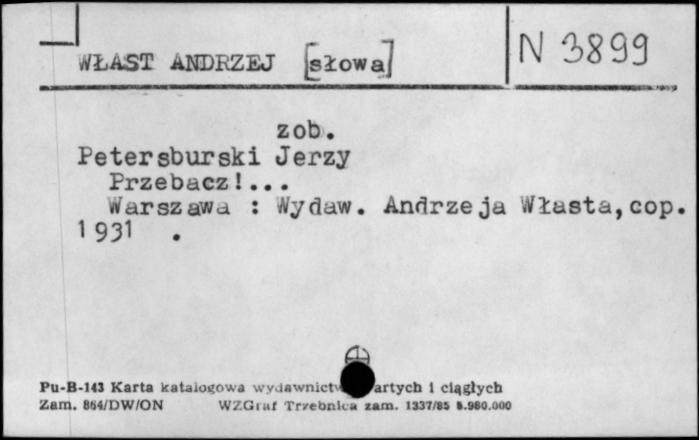 WŁAST ANDRZEJ [słowa]
N 3899
zob.
Petersburski Jerzy
Przebacz!...
Warszawa : Wydaw. Andrzeja Własta, cop.
1931 .
Pu-B-143 Karta katalogowa wydawnictw artych i ciągłych
Zam. 864/DW/ON WZGraf Trzebnica zam. 1337/85 5.980.000